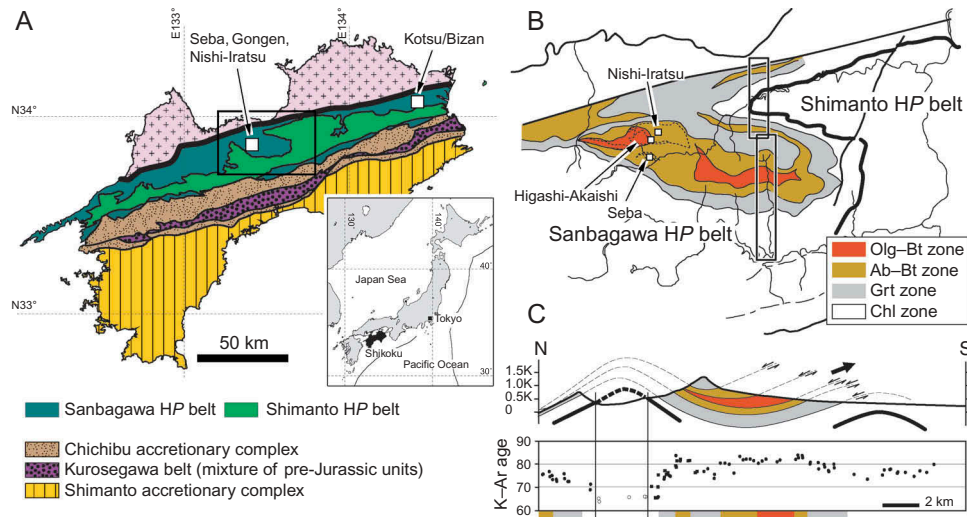 A
E133°
E134°
Seba, Gongen,
Nishi-Iratsu
Kotsu/Bizan
N34°
N33°
50 km
130°
140°
40°
30°
Japan Sea
Tokyo
Shikoku
Pacific Ocean
Sanbagawa HP belt
Shimanto HP belt
Chichibu accretionary complex
Kurosegawa belt (mixture of pre-Jurassic units)
Shimanto accretionary complex
B
Nishi-Iratsu
Shimanto HP belt
Higashi-Akaishi
Seba
Sanbagawa HP belt
Olg–Bt zone
Ab–Bt zone
Grt zone
Chl zone
C
N
S
1.5K
1.0K
0.5K
0
K–Ar age
90
80
70
60
2 km